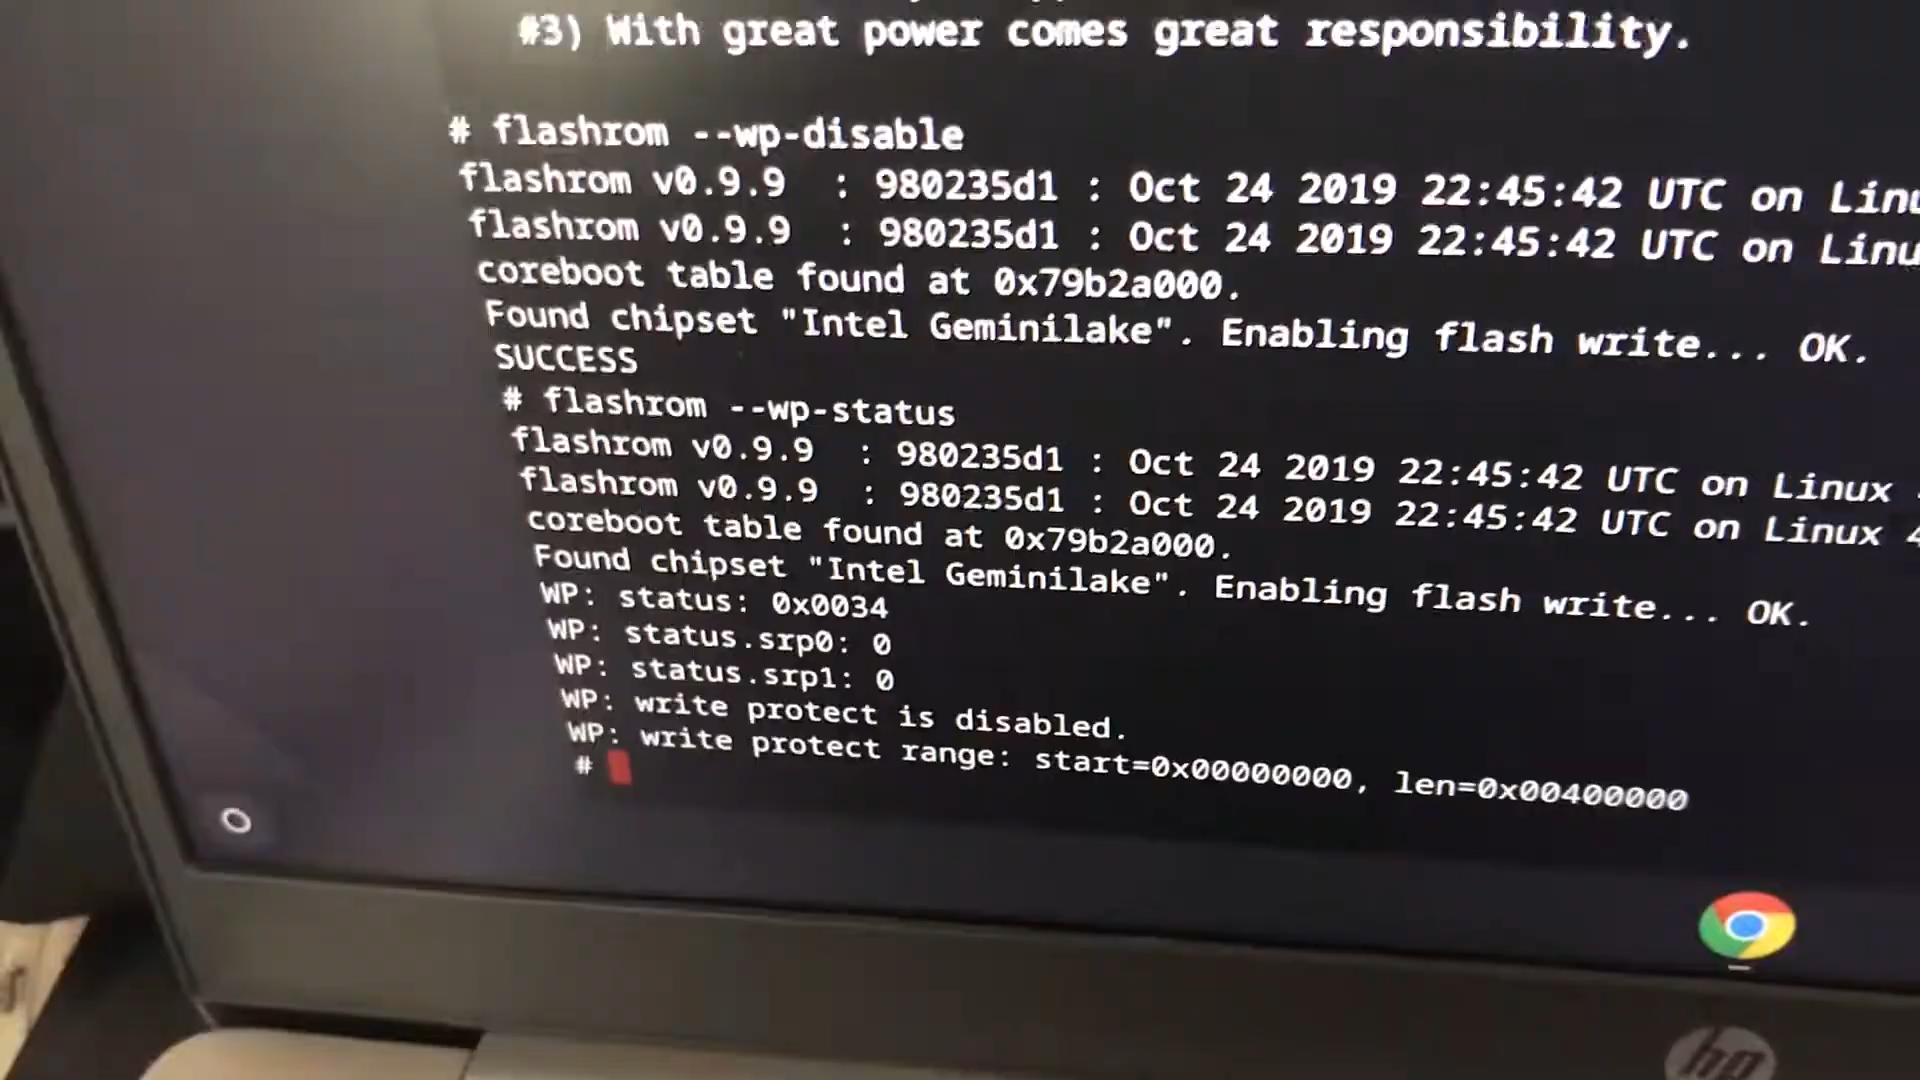 #3) With great power comes great responsibility.
# flashrom --wp-disable
flashrom v0.9.9  : 980235d1 : Oct 24 2019 22:45:42 UTC on
flashrom v0.9.9  : 980235d1 : Oct 24 2019 22:45:42 UTC on
coreboot table found at 0x79b2a000.
Found chipset "Intel Geminilake". Enabling flash write... OK.
SUCCESS
# flashrom --wp-status
flashrom v0.9.9  : 980235d1 : Oct 24 2019 22:45:42 UTC on Linux
flashrom v0.9.9  : 980235d1 : Oct 24 2019 22:45:42 UTC on Linux
coreboot table found at 0x79b2a000.
Found chipset "Intel Geminilake". Enabling flash write... OK.
WP: status: 0x0034
WP: status.srp0: 0
WP: status.srp1: 0
WP: write protect is disabled.
WP: write protect range: start=0x00000000, len=0x00400000
#
hp